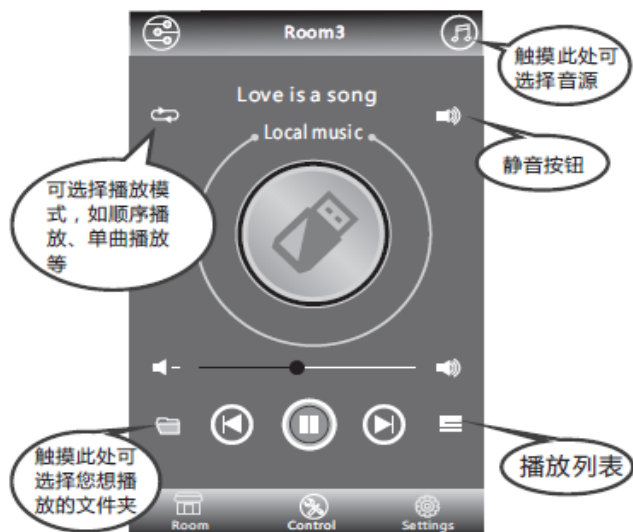 Room3
触摸此处可
选择音源
Love is a song
Local music
静音按钮
可选择播放模
式，如顺序播
放、单曲播放
等
触摸此处可
选择您想播
放的文件夹
播放列表
Room
Control
Settings